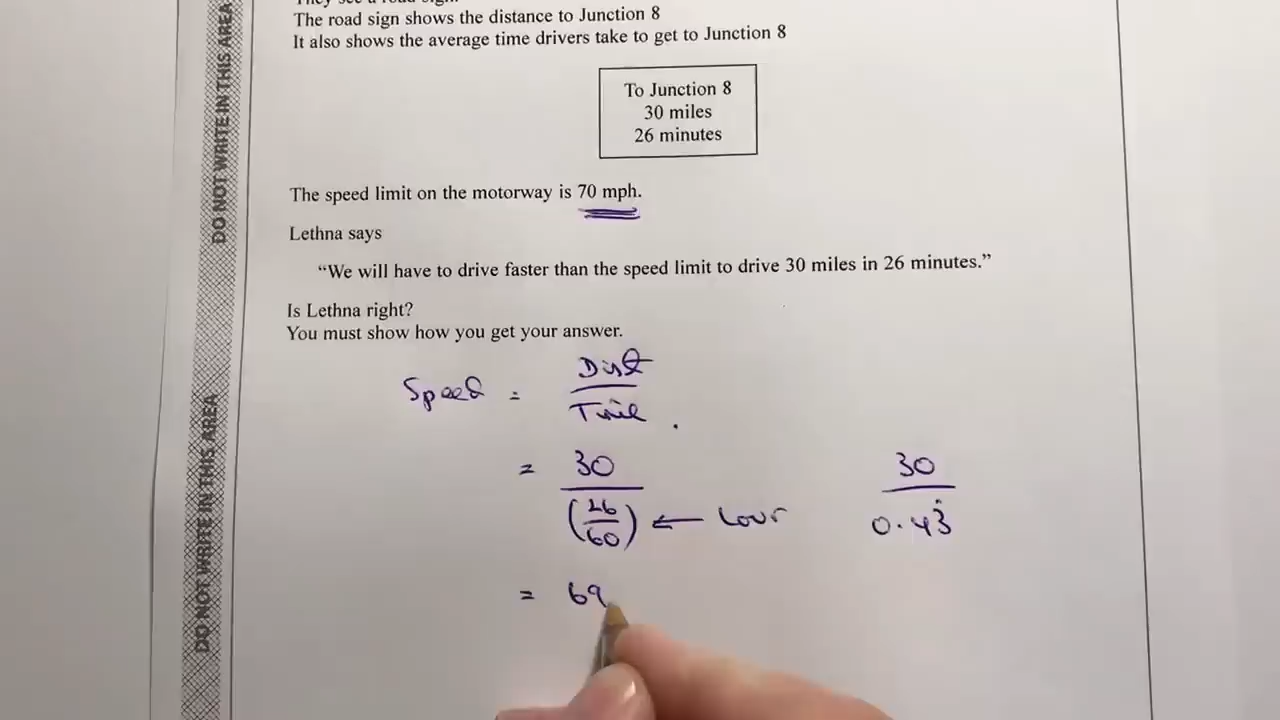 The road sign shows the distance to Junction 8
It also shows the average time drivers take to get to Junction 8
To Junction 8
30 miles
26 minutes
The speed limit on the motorway is 70 mph.
Lethna says
“We will have to drive faster than the speed limit to drive 30 miles in 26 minutes.”
Is Lethna right?
You must show how you get your answer.
Speed = Dist
Time
= 30
(26/60) ← hour
30
0.43̇
= 69
DO NOT WRITE IN THIS AREA
DO NOT WRITE IN THIS AREA